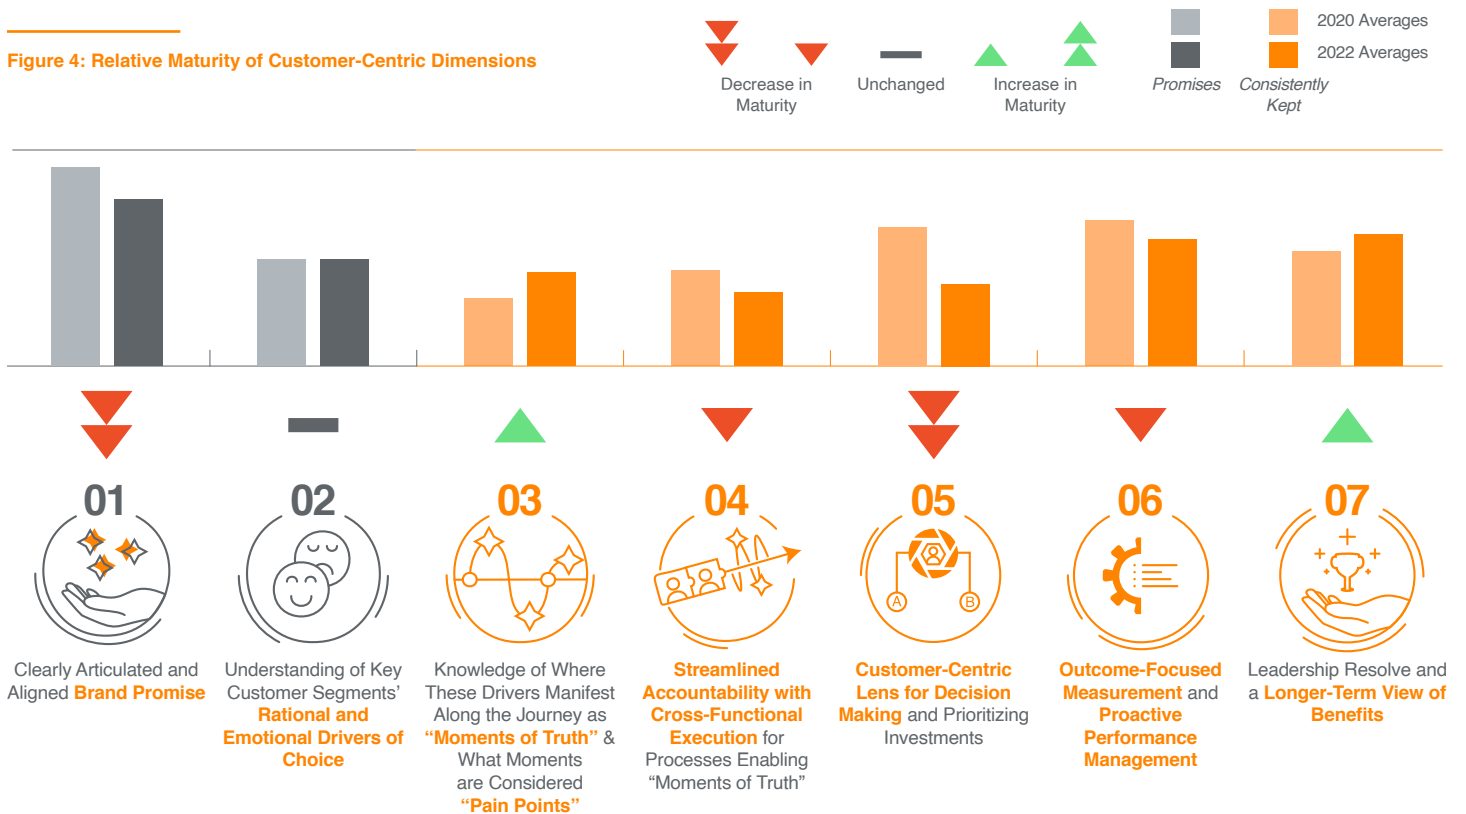 Figure 4: Relative Maturity of Customer-Centric Dimensions
Decrease in
Maturity
Unchanged
Increase in
Maturity
Promises
Consistently
Kept
2020 Averages
2022 Averages
01
Clearly Articulated and
Aligned Brand Promise
02
Understanding of Key
Customer Segments’
Rational and
Emotional Drivers of
Choice
03
Knowledge of Where
These Drivers Manifest
Along the Journey as
“Moments of Truth” &
What Moments
are Considered
“Pain Points”
04
Streamlined
Accountability with
Cross-Functional
Execution for
Processes Enabling
“Moments of Truth”
05
A
B
Customer-Centric
Lens for Decision
Making and Prioritizing
Investments
06
Outcome-Focused
Measurement and
Proactive
Performance
Management
07
Leadership Resolve and
a Longer-Term View of
Benefits